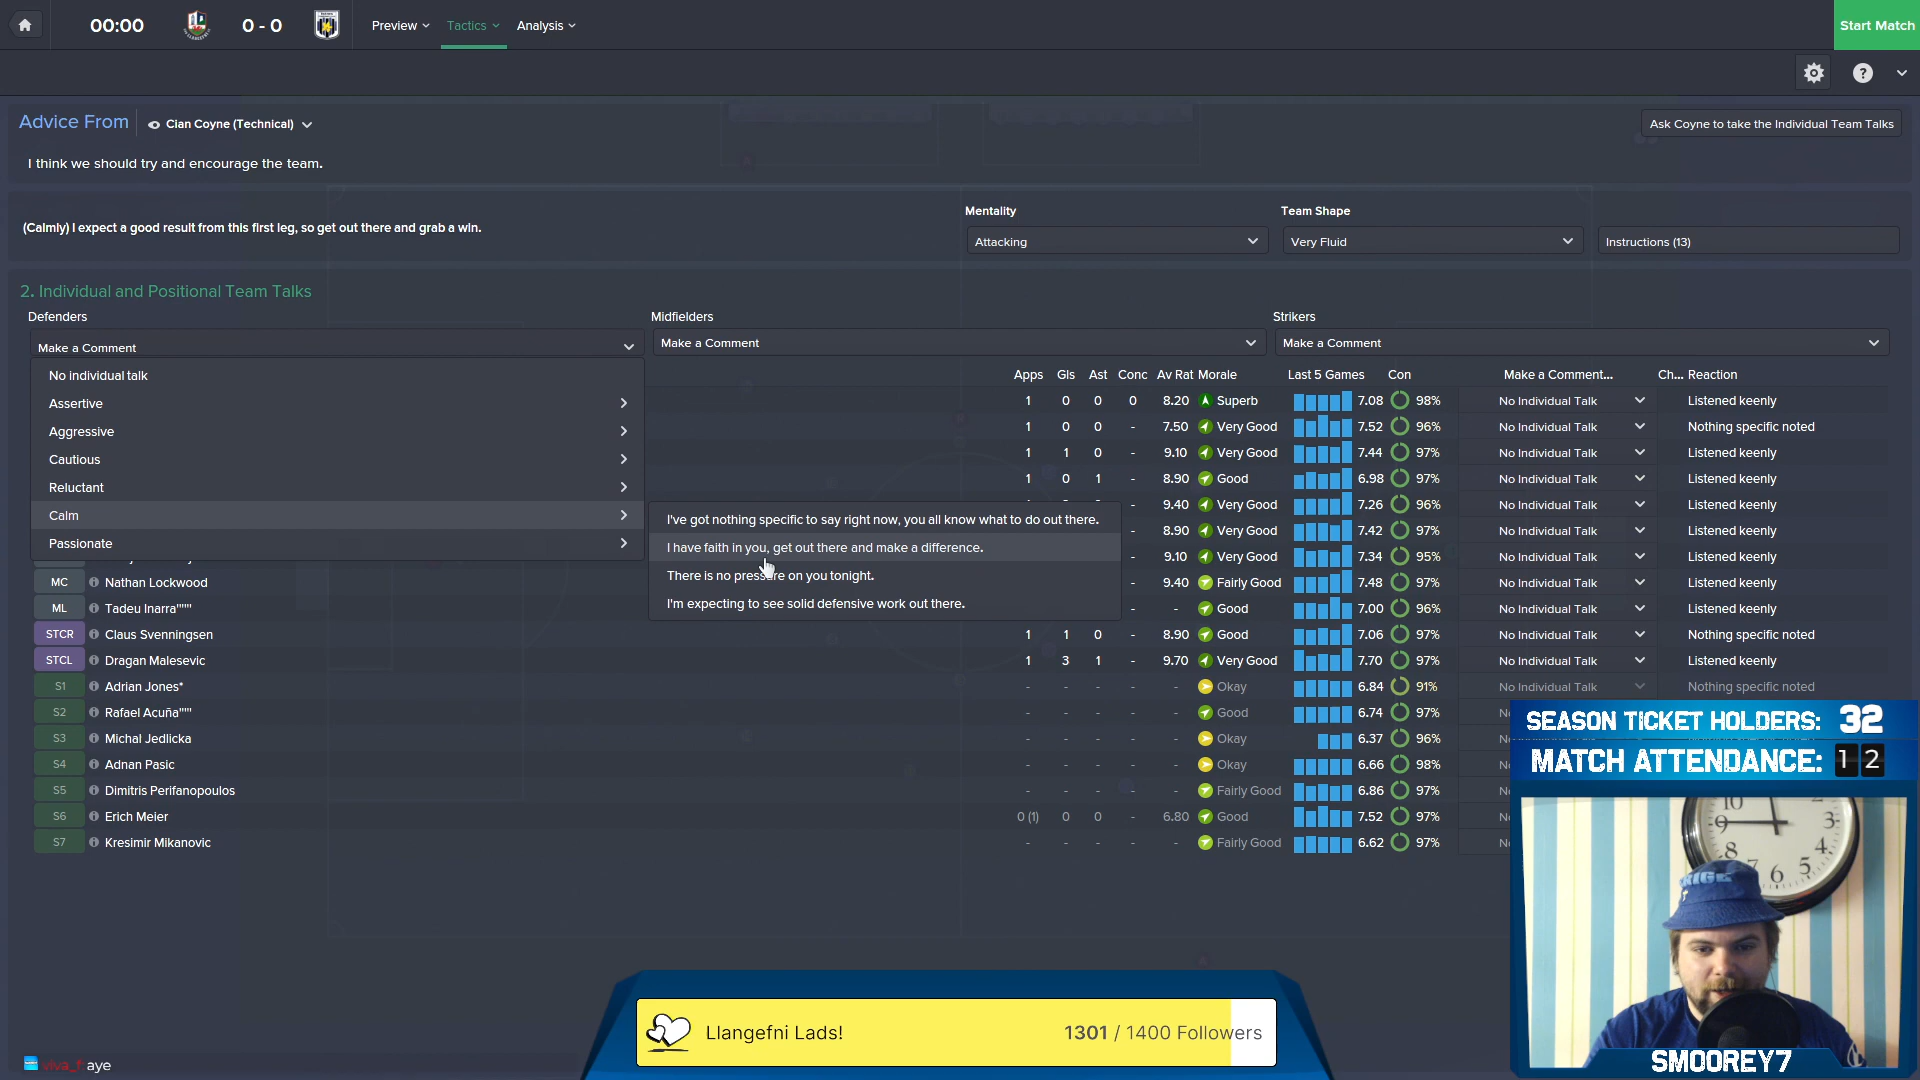 00:00
0 - 0
Preview
Tactics
Analysis
Start Match
?
Advice From
Cian Coyne (Technical)
Ask Coyne to take the Individual Team Talks
I think we should try and encourage the team.
(Calmly) I expect a good result from this first leg, so get out there and grab a win.
Mentality
Attacking
Team Shape
Very Fluid
Instructions (13)
2. Individual and Positional Team Talks
Defenders
Midfielders
Strikers
Make a Comment
Make a Comment
Make a Comment
No individual talk
Assertive
Aggressive
Cautious
Reluctant
Calm
Passionate
I've got nothing specific to say right now, you all know what to do out there.
I have faith in you, get out there and make a difference.
There is no pressure on you tonight.
I'm expecting to see solid defensive work out there.
Apps Gls Ast Conc Av Rat Morale Last 5 Games Con Make a Comment... Ch... Reaction
1 0 0 0 8.20 Superb 7.08 98% No Individual Talk Listened keenly
1 0 0 - 7.50 Very Good 7.52 96% No Individual Talk Nothing specific noted
1 1 0 - 9.10 Very Good 7.44 97% No Individual Talk Listened keenly
1 0 1 - 8.90 Good 6.98 97% No Individual Talk Listened keenly
9.40 Very Good 7.26 96% No Individual Talk Listened keenly
- 8.90 Very Good 7.42 97% No Individual Talk Listened keenly
- 9.10 Very Good 7.34 95% No Individual Talk Listened keenly
MC Nathan Lockwood - 9.40 Fairly Good 7.48 97% No Individual Talk Listened keenly
ML Tadeu Inarra""" - - Good 7.00 96% No Individual Talk Listened keenly
STCR Claus Svenningsen 1 1 0 - 8.90 Good 7.06 97% No Individual Talk Nothing specific noted
STCL Dragan Malesevic 1 3 1 - 9.70 Very Good 7.70 97% No Individual Talk Listened keenly
S1 Adrian Jones* - - - - - Okay 6.84 91% No Individual Talk Nothing specific noted
S2 Rafael Acuña""" - - - - - Good 6.74 97%
S3 Michal Jedlicka - - - - - Okay 6.37 96%
S4 Adnan Pasic - - - - - Okay 6.66 98%
S5 Dimitris Perifanopoulos - - - - - Fairly Good 6.86 97%
S6 Erich Meier 0 (1) 0 0 - 6.80 Good 7.52 97%
S7 Kresimir Mikanovic - - - - - Fairly Good 6.62 97%
SEASON TICKET HOLDERS: 32
MATCH ATTENDANCE: 12
Llangefni Lads!
1301 / 1400 Followers
aye
SMOOREY7